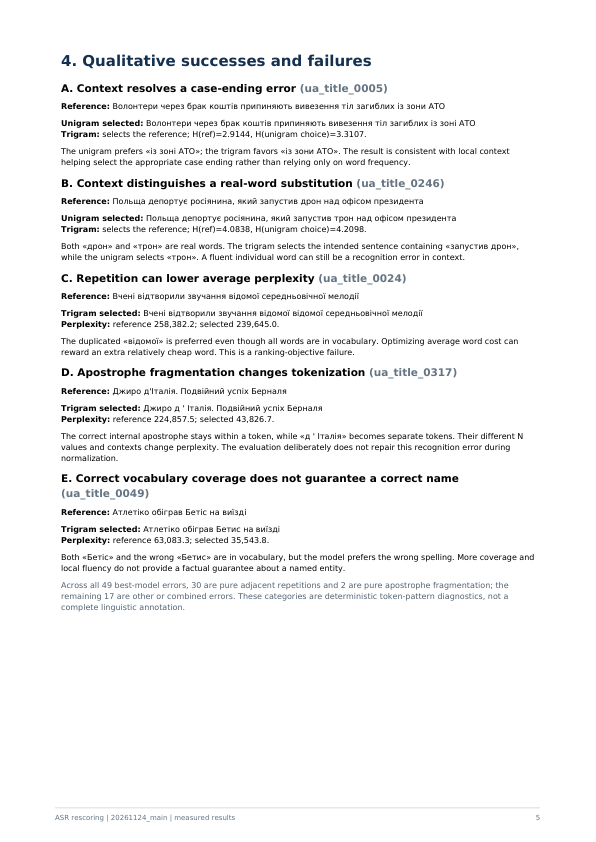 4. Qualitative successes and failures
A. Context resolves a case-ending error (ua_title_0005)
Reference: Волонтери через брак коштів припиняють вивезення тіл загиблих із зони АТО
Unigram selected: Волонтери через брак коштів припиняють вивезення тіл загиблих із зоні АТО
Trigram: selects the reference; H(ref)=2.9144, H(unigram choice)=3.3107.
The unigram prefers «із зоні АТО»; the trigram favors «із зони АТО». The result is consistent with local context
helping select the appropriate case ending rather than relying only on word frequency.
B. Context distinguishes a real-word substitution (ua_title_0246)
Reference: Польща депортує росіянина, який запустив дрон над офісом президента
Unigram selected: Польща депортує росіянина, який запустив трон над офісом президента
Trigram: selects the reference; H(ref)=4.0838, H(unigram choice)=4.2098.
Both «дрон» and «трон» are real words. The trigram selects the intended sentence containing «запустив дрон»,
while the unigram selects «трон». A fluent individual word can still be a recognition error in context.
C. Repetition can lower average perplexity (ua_title_0024)
Reference: Вчені відтворили звучання відомої середньовічної мелодії
Trigram selected: Вчені відтворили звучання відомої відомої середньовічної мелодії
Perplexity: reference 258,382.2; selected 239,645.0.
The duplicated «відомої» is preferred even though all words are in vocabulary. Optimizing average word cost can
reward an extra relatively cheap word. This is a ranking-objective failure.
D. Apostrophe fragmentation changes tokenization (ua_title_0317)
Reference: Джиро д'Італія. Подвійний успіх Берналя
Trigram selected: Джиро д ' Італія. Подвійний успіх Берналя
Perplexity: reference 224,857.5; selected 43,826.7.
The correct internal apostrophe stays within a token, while «д ' Італія» becomes separate tokens. Their different N
values and contexts change perplexity. The evaluation deliberately does not repair this recognition error during
normalization.
E. Correct vocabulary coverage does not guarantee a correct name
(ua_title_0049)
Reference: Атлетіко обіграв Бетіс на виїзді
Trigram selected: Атлетіко обіграв Бетис на виїзді
Perplexity: reference 63,083.3; selected 35,543.8.
Both «Бетіс» and the wrong «Бетис» are in vocabulary, but the model prefers the wrong spelling. More coverage and
local fluency do not provide a factual guarantee about a named entity.
Across all 49 best-model errors, 30 are pure adjacent repetitions and 2 are pure apostrophe fragmentation; the
remaining 17 are other or combined errors. These categories are deterministic token-pattern diagnostics, not a
complete linguistic annotation.
ASR rescoring | 20261124_main | measured results
5